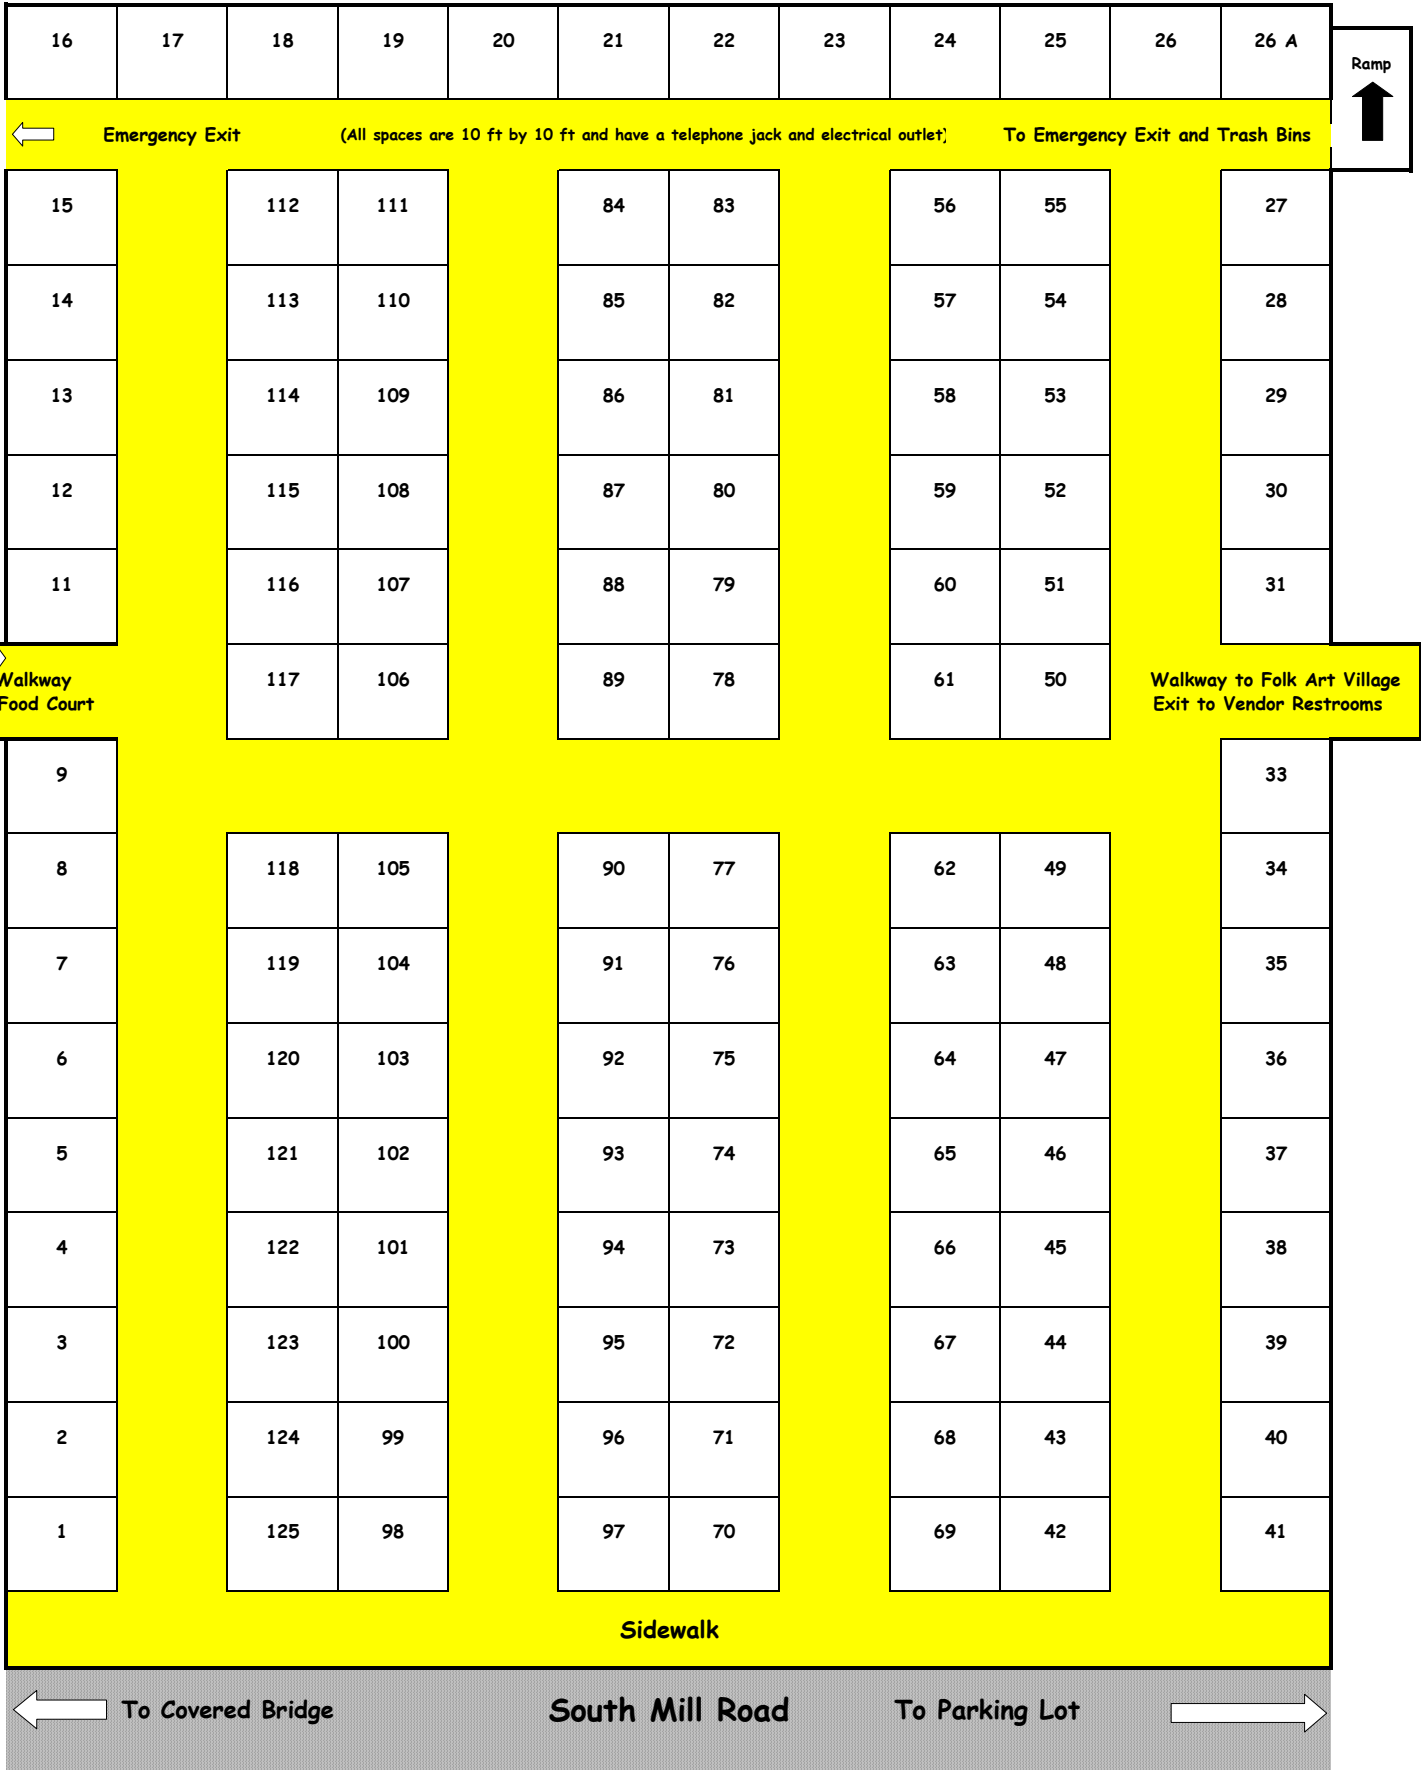 16 17 18 19 20 21 22 23 24 25 26 26 A
Ramp
Emergency Exit (All spaces are 10 ft by 10 ft and have a telephone jack and electrical outlet) To Emergency Exit and Trash Bins
15 112 111 84 83 56 55 27
14 113 110 85 82 57 54 28
13 114 109 86 81 58 53 29
12 115 108 87 80 59 52 30
11 116 107 88 79 60 51 31
Walkway 117 106 89 78 61 50 Walkway to Folk Art Village
Food Court Exit to Vendor Restrooms
9 33
8 118 105 90 77 62 49 34
7 119 104 91 76 63 48 35
6 120 103 92 75 64 47 36
5 121 102 93 74 65 46 37
4 122 101 94 73 66 45 38
3 123 100 95 72 67 44 39
2 124 99 96 71 68 43 40
1 125 98 97 70 69 42 41
Sidewalk
To Covered Bridge South Mill Road To Parking Lot